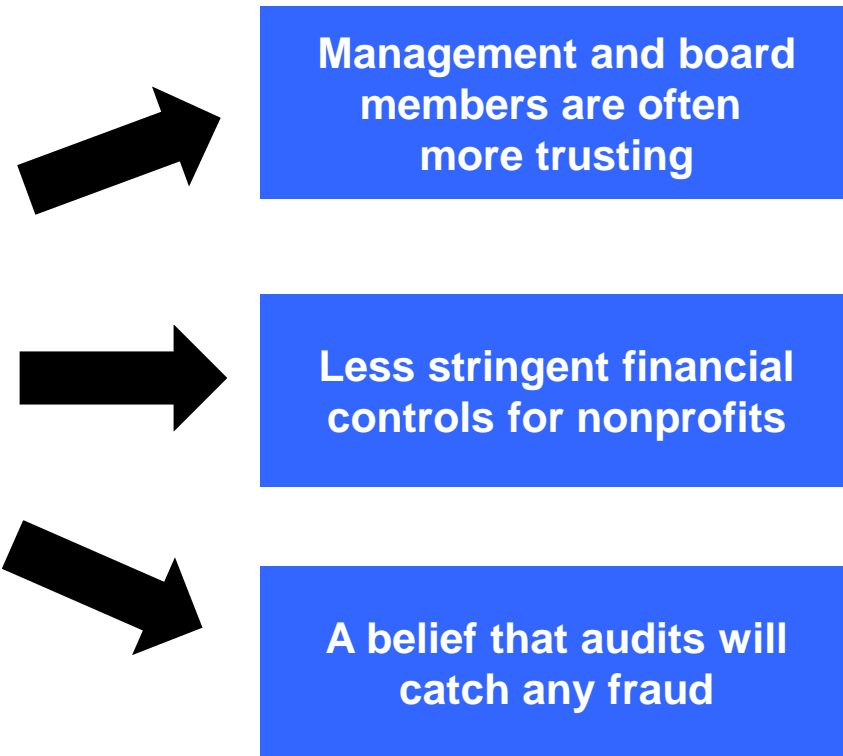 Management and board
members are often
more trusting
Less stringent financial
controls for nonprofits
A belief that audits will
catch any fraud